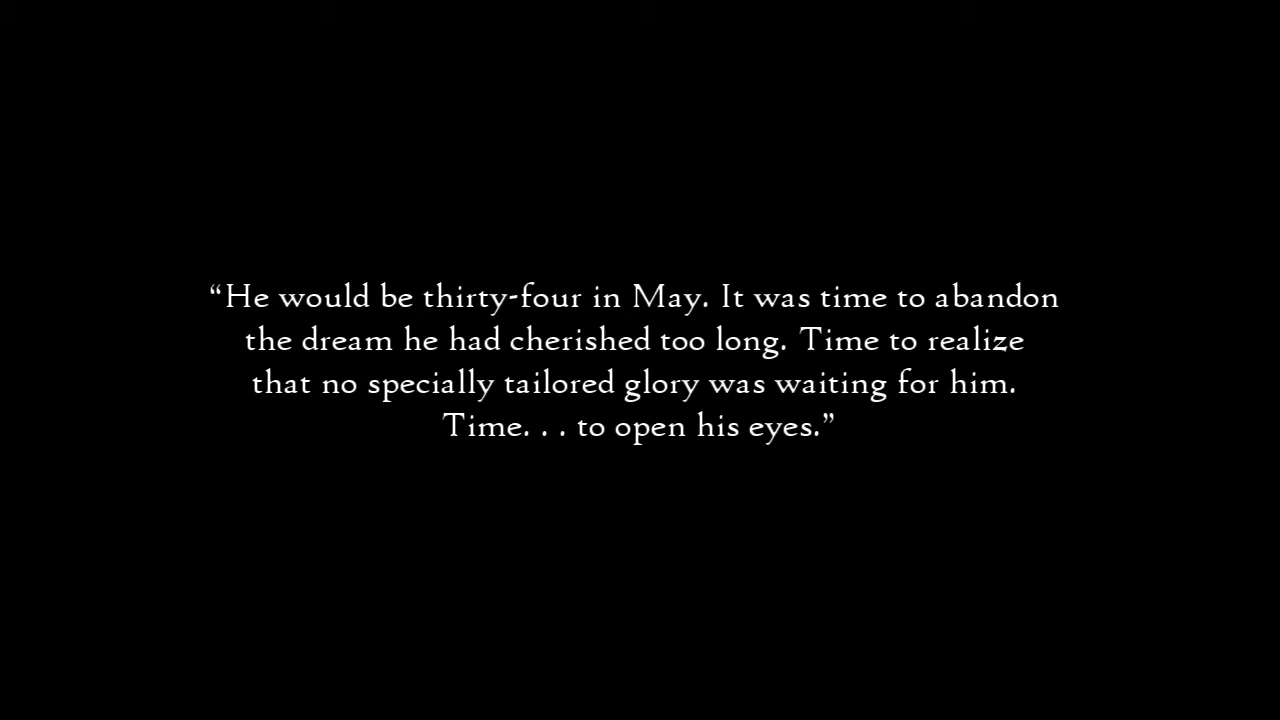 “He would be thirty-four in May. It was time to abandon
the dream he had cherished too long. Time to realize
that no specially tailored glory was waiting for him.
Time. . . to open his eyes.”